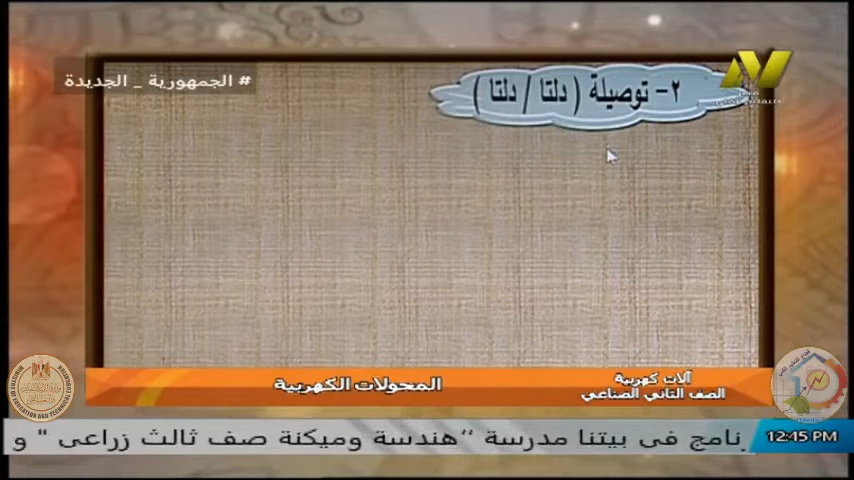 # الجمهورية _ الجديدة
٢- توصيلة ( دلتا / دلتا )
المحولات الكهربية
آلات كهربية
الصف الثاني الصناعي
نامج فى بيتنا مدرسة "هندسة وميكنة صف ثالث زراعى " و
12:45 PM